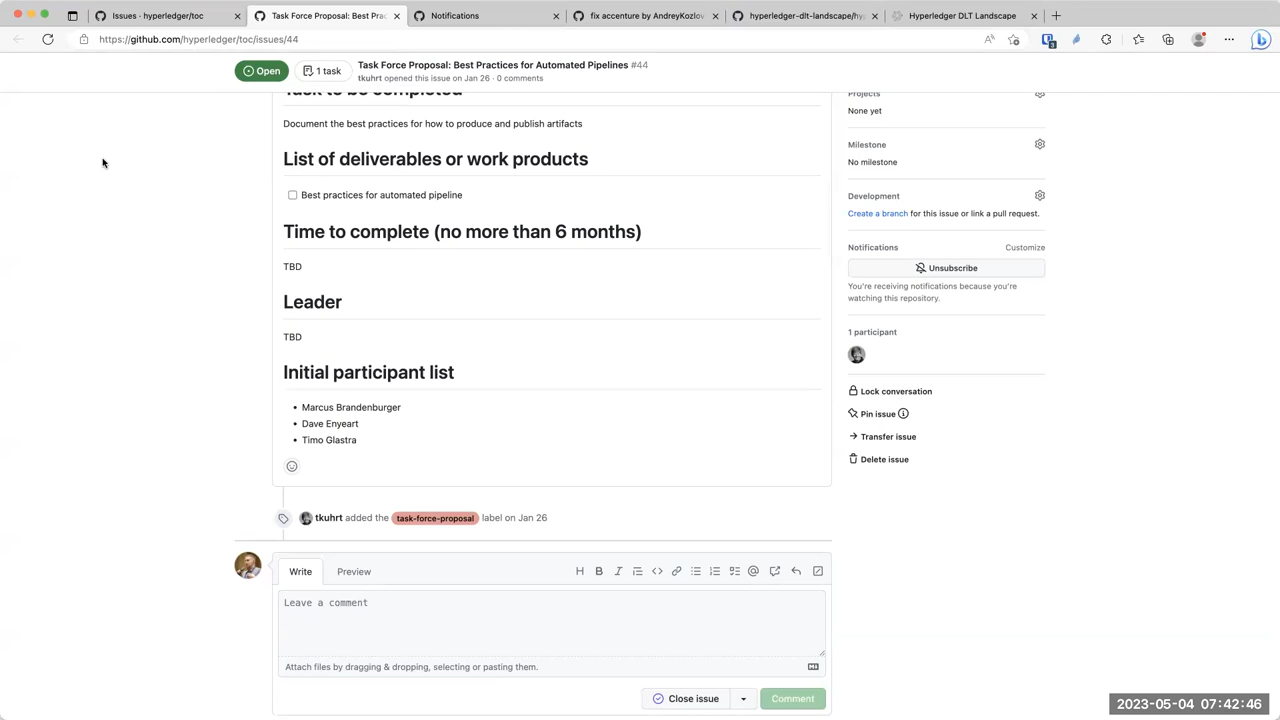 Issues · hyperledger/toc
Task Force Proposal: Best Prac
Notifications
fix accenture by AndreyKozlov
hyperledger-dlt-landscape/hy
Hyperledger DLT Landscape
https://github.com/hyperledger/toc/issues/44
Open
1 task
Task Force Proposal: Best Practices for Automated Pipelines #44
tkuhrt opened this issue on Jan 26 · 0 comments
Task to be completed
Document the best practices for how to produce and publish artifacts
List of deliverables or work products
Best practices for automated pipeline
Time to complete (no more than 6 months)
TBD
Leader
TBD
Initial participant list
• Marcus Brandenburger
• Dave Enyeart
• Timo Glastra
tkuhrt added the task-force-proposal label on Jan 26
Write
Preview
Leave a comment
Attach files by dragging & dropping, selecting or pasting them.
Close issue
Comment
Projects
None yet
Milestone
No milestone
Development
Create a branch for this issue or link a pull request.
Notifications
Customize
Unsubscribe
You're receiving notifications because you're
watching this repository.
1 participant
Lock conversation
Pin issue
Transfer issue
Delete issue
2023-05-04 07:42:46